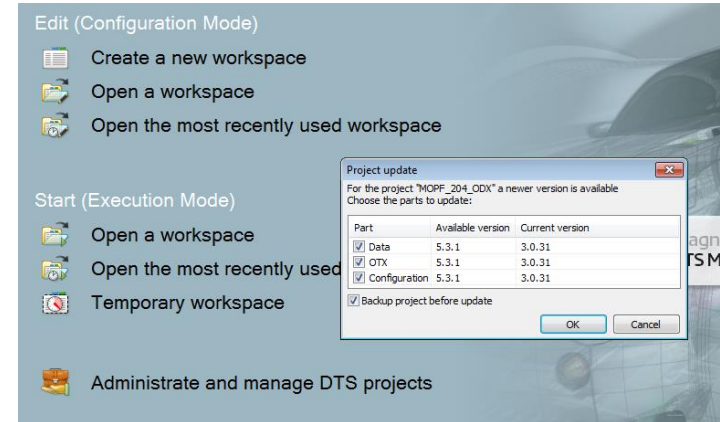 Edit (Configuration Mode)
Create a new workspace
Open a workspace
Open the most recently used workspace
Start (Execution Mode)
Open a workspace
Open the most recently used
Temporary workspace
Administrate and manage DTS projects
Project update
For the project "MOPF_204_ODX" a newer version is available
Choose the parts to update:
Part Available version Current version
Data 5.3.1 3.0.31
OTX 5.3.1 3.0.31
Configuration 5.3.1 3.0.31
Backup project before update
OK Cancel
agn
TS M